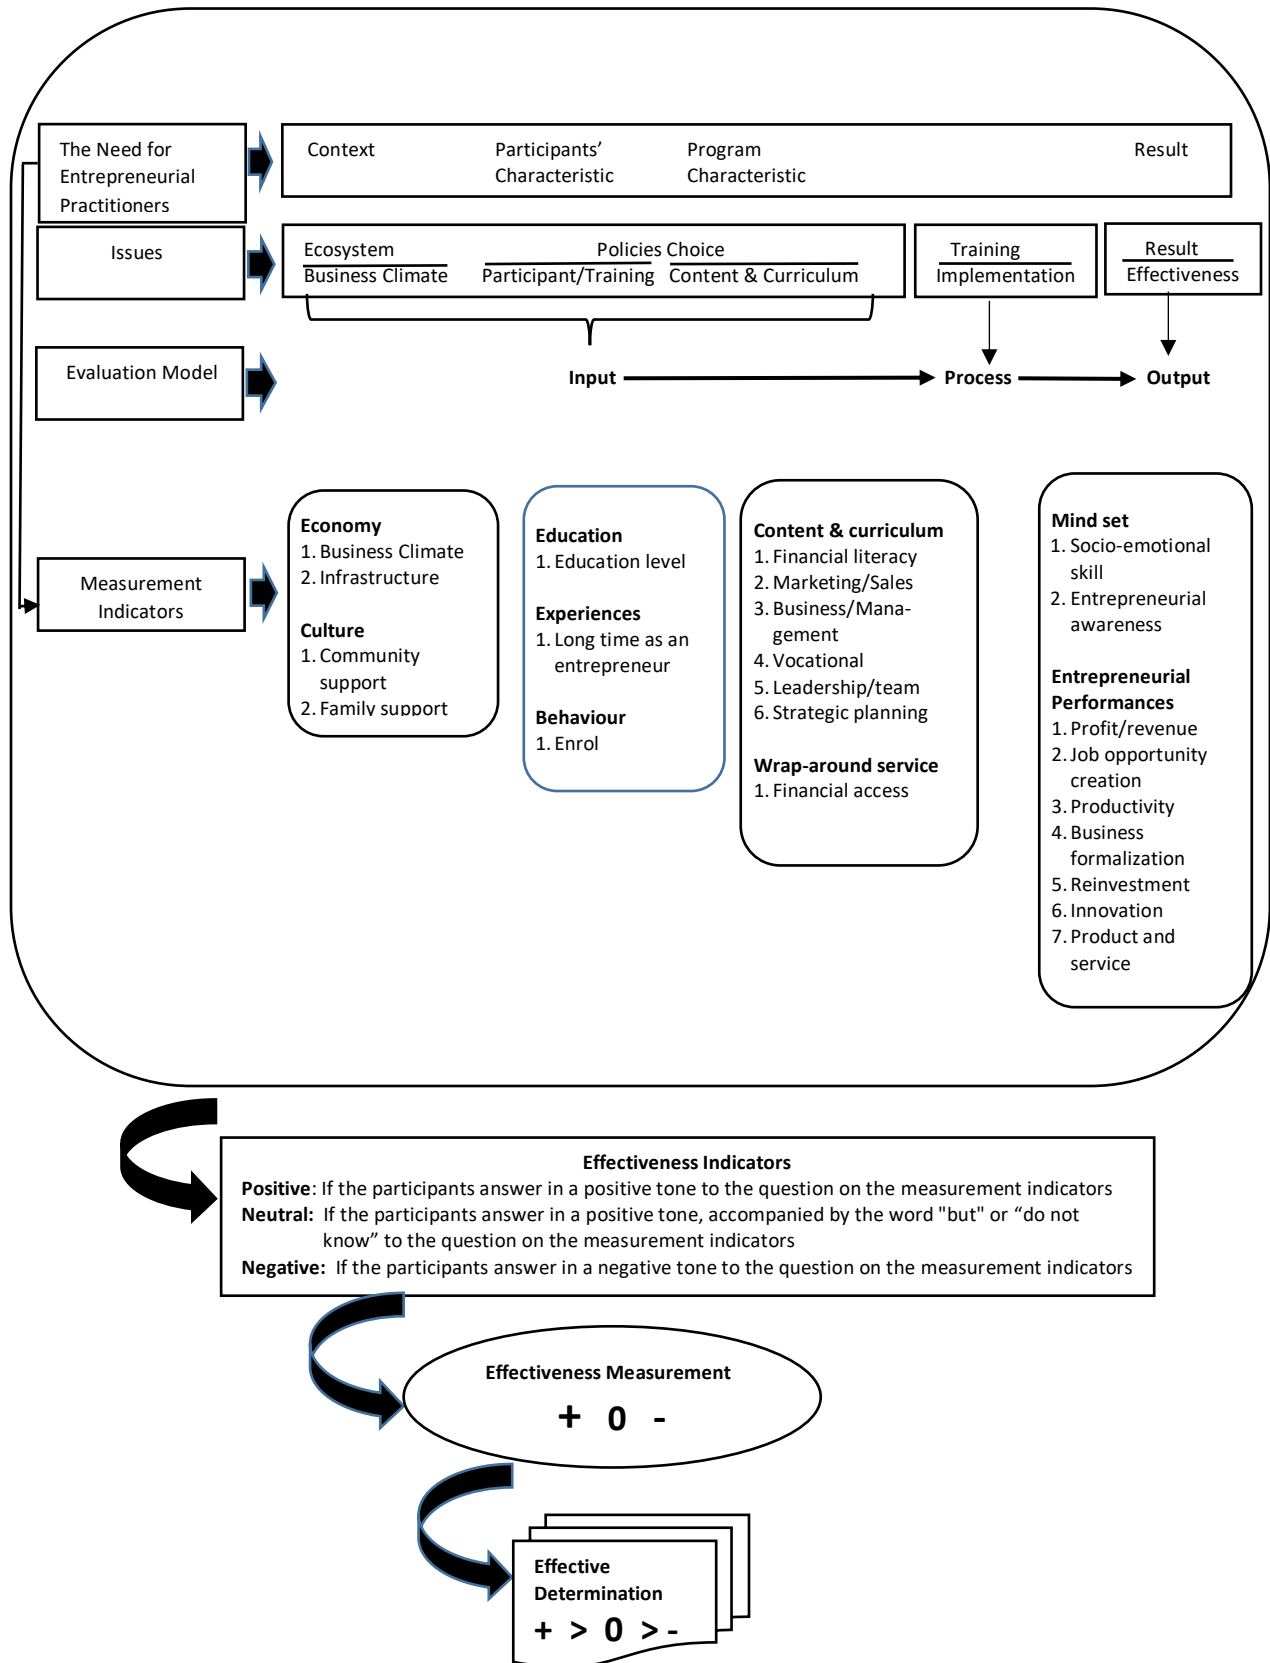 The Need for
Entrepreneurial
Practitioners
Context
Participants’
Characteristic
Program
Characteristic
Result
Issues
Ecosystem
Business Climate
Policies Choice
Participant/Training
Content & Curriculum
Training
Implementation
Result
Effectiveness
Evaluation Model
Input
Process
Output
Measurement
Indicators
Economy
1. Business Climate
2. Infrastructure
Culture
1. Community
support
2. Family support
Education
1. Education level
Experiences
1. Long time as an
entrepreneur
Behaviour
1. Enrol
Content & curriculum
1. Financial literacy
2. Marketing/Sales
3. Business/Mana-
gement
4. Vocational
5. Leadership/team
6. Strategic planning
Wrap-around service
1. Financial access
Mind set
1. Socio-emotional
skill
2. Entrepreneurial
awareness
Entrepreneurial
Performances
1. Profit/revenue
2. Job opportunity
creation
3. Productivity
4. Business
formalization
5. Reinvestment
6. Innovation
7. Product and
service
Effectiveness Indicators
Positive: If the participants answer in a positive tone to the question on the measurement indicators
Neutral: If the participants answer in a positive tone, accompanied by the word "but" or “do not
know” to the question on the measurement indicators
Negative: If the participants answer in a negative tone to the question on the measurement indicators
Effectiveness Measurement
+ 0 -
Effective
Determination
+ > 0 > -